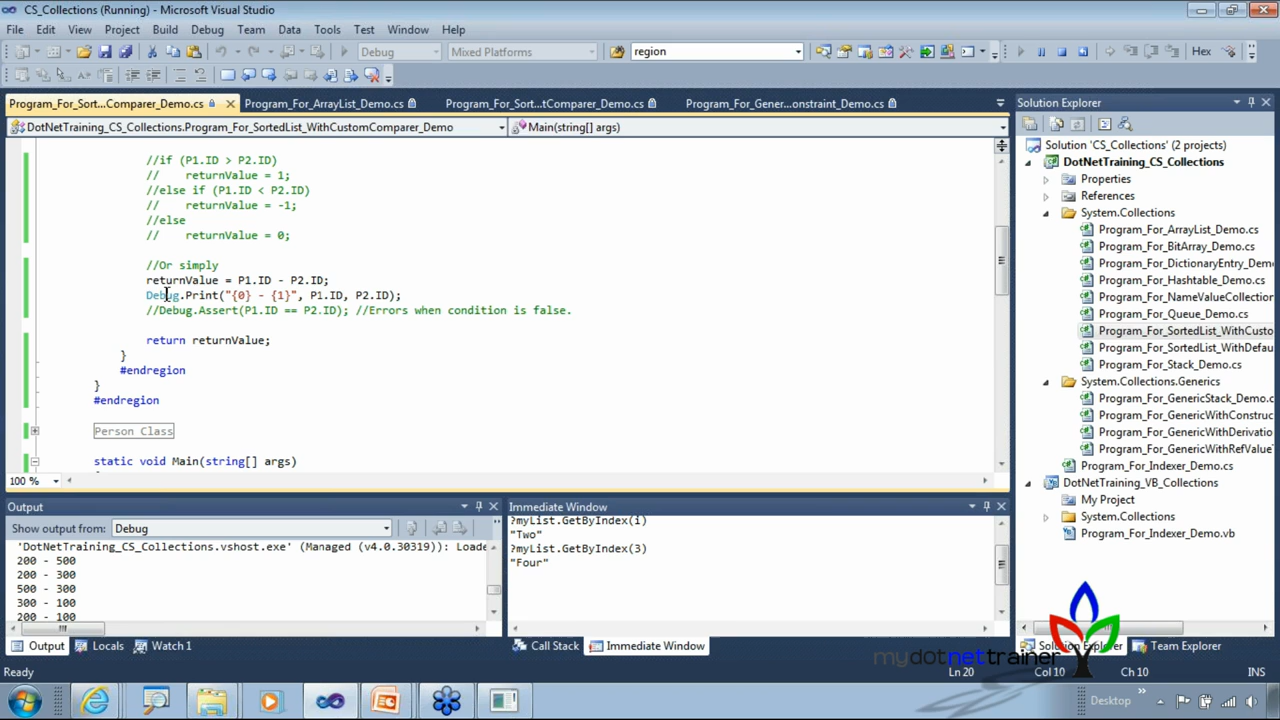 CS_Collections (Running) - Microsoft Visual Studio
File Edit View Project Build Debug Team Data Tools Test Window Help
Debug Mixed Platforms region Hex
Program_For_Sort...Comparer_Demo.cs Program_For_ArrayList_Demo.cs Program_For_Sort...tComparer_Demo.cs Program_For_Gener...onstraint_Demo.cs
DotNetTraining_CS_Collections.Program_For_SortedList_WithCustomComparer_Demo Main(string[] args)
//if (P1.ID > P2.ID)
// returnValue = 1;
//else if (P1.ID < P2.ID)
// returnValue = -1;
//else
// returnValue = 0;
//Or simply
returnValue = P1.ID - P2.ID;
Debug.Print("{0} - {1}", P1.ID, P2.ID);
//Debug.Assert(P1.ID == P2.ID); //Errors when condition is false.
return returnValue;
}
#endregion
}
#endregion
Person Class
static void Main(string[] args)
100 %
Solution Explorer
Solution 'CS_Collections' (2 projects)
DotNetTraining_CS_Collections
Properties
References
System.Collections
Program_For_ArrayList_Demo.cs
Program_For_BitArray_Demo.cs
Program_For_DictionaryEntry_Demo
Program_For_Hashtable_Demo.cs
Program_For_NameValueCollection
Program_For_Queue_Demo.cs
Program_For_SortedList_WithCusto
Program_For_SortedList_WithDefau
Program_For_Stack_Demo.cs
System.Collections.Generics
Program_For_GenericStack_Demo.c
Program_For_GenericWithConstruc
Program_For_GenericWithDerivatio
Program_For_GenericWithRefValueT
Program_For_Indexer_Demo.cs
DotNetTraining_VB_Collections
My Project
System.Collections
Program_For_Indexer_Demo.vb
Output
Show output from: Debug
'DotNetTraining_CS_Collections.vshost.exe' (Managed (v4.0.30319)): Loade
200 - 500
200 - 300
500 - 300
300 - 100
200 - 100
Immediate Window
?myList.GetByIndex(1)
"Two"
?myList.GetByIndex(3)
"Four"
Output Locals Watch 1 Call Stack Immediate Window Solution Explorer Team Explorer
mydotnettrainer
Ready Ln 20 Col 10 Ch 10 INS
Desktop